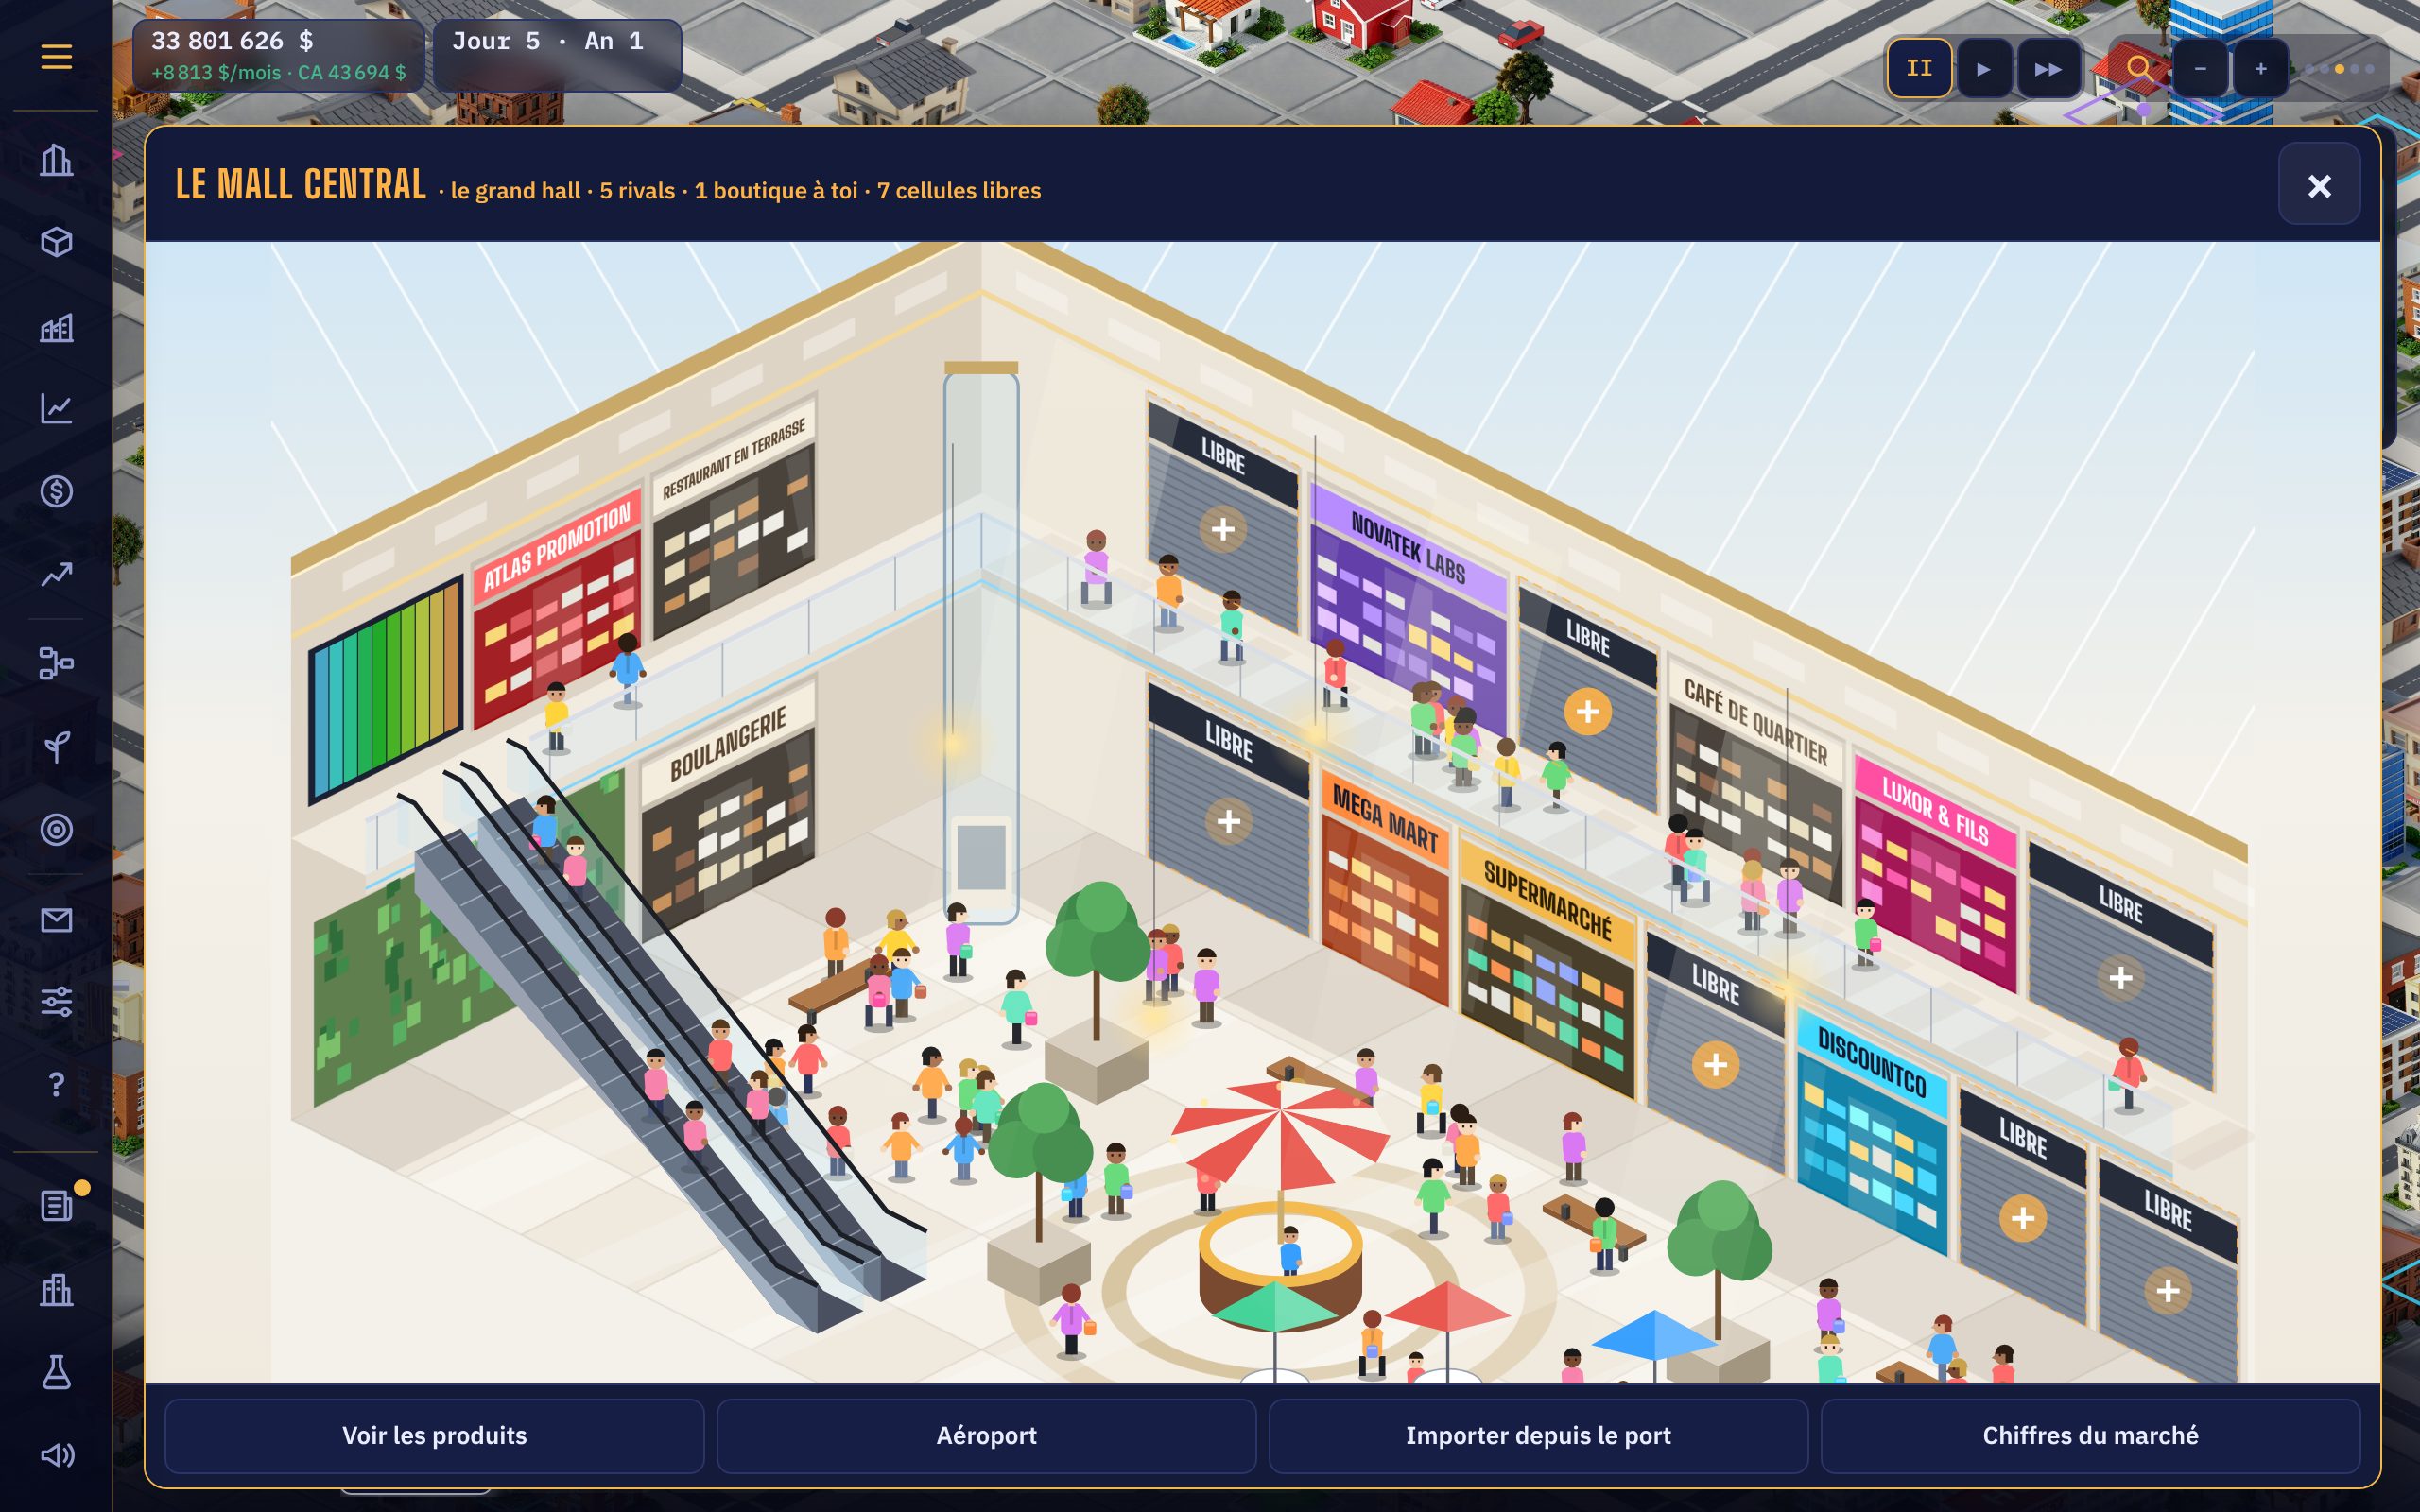 33 801 626 $
+8 813 $/mois · CA 43 694 $
Jour 5 · An 1
LE MALL CENTRAL · le grand hall · 5 rivals · 1 boutique à toi · 7 cellules libres
ATLAS PROMOTION
RESTAURANT EN TERRASSE
LIBRE
NOVATEK LABS
LIBRE
CAFÉ DE QUARTIER
LUXOR & FILS
LIBRE
BOULANGERIE
LIBRE
MEGA MART
SUPERMARCHÉ
LIBRE
DISCOUNTCO
LIBRE
LIBRE
Voir les produits
Aéroport
Importer depuis le port
Chiffres du marché